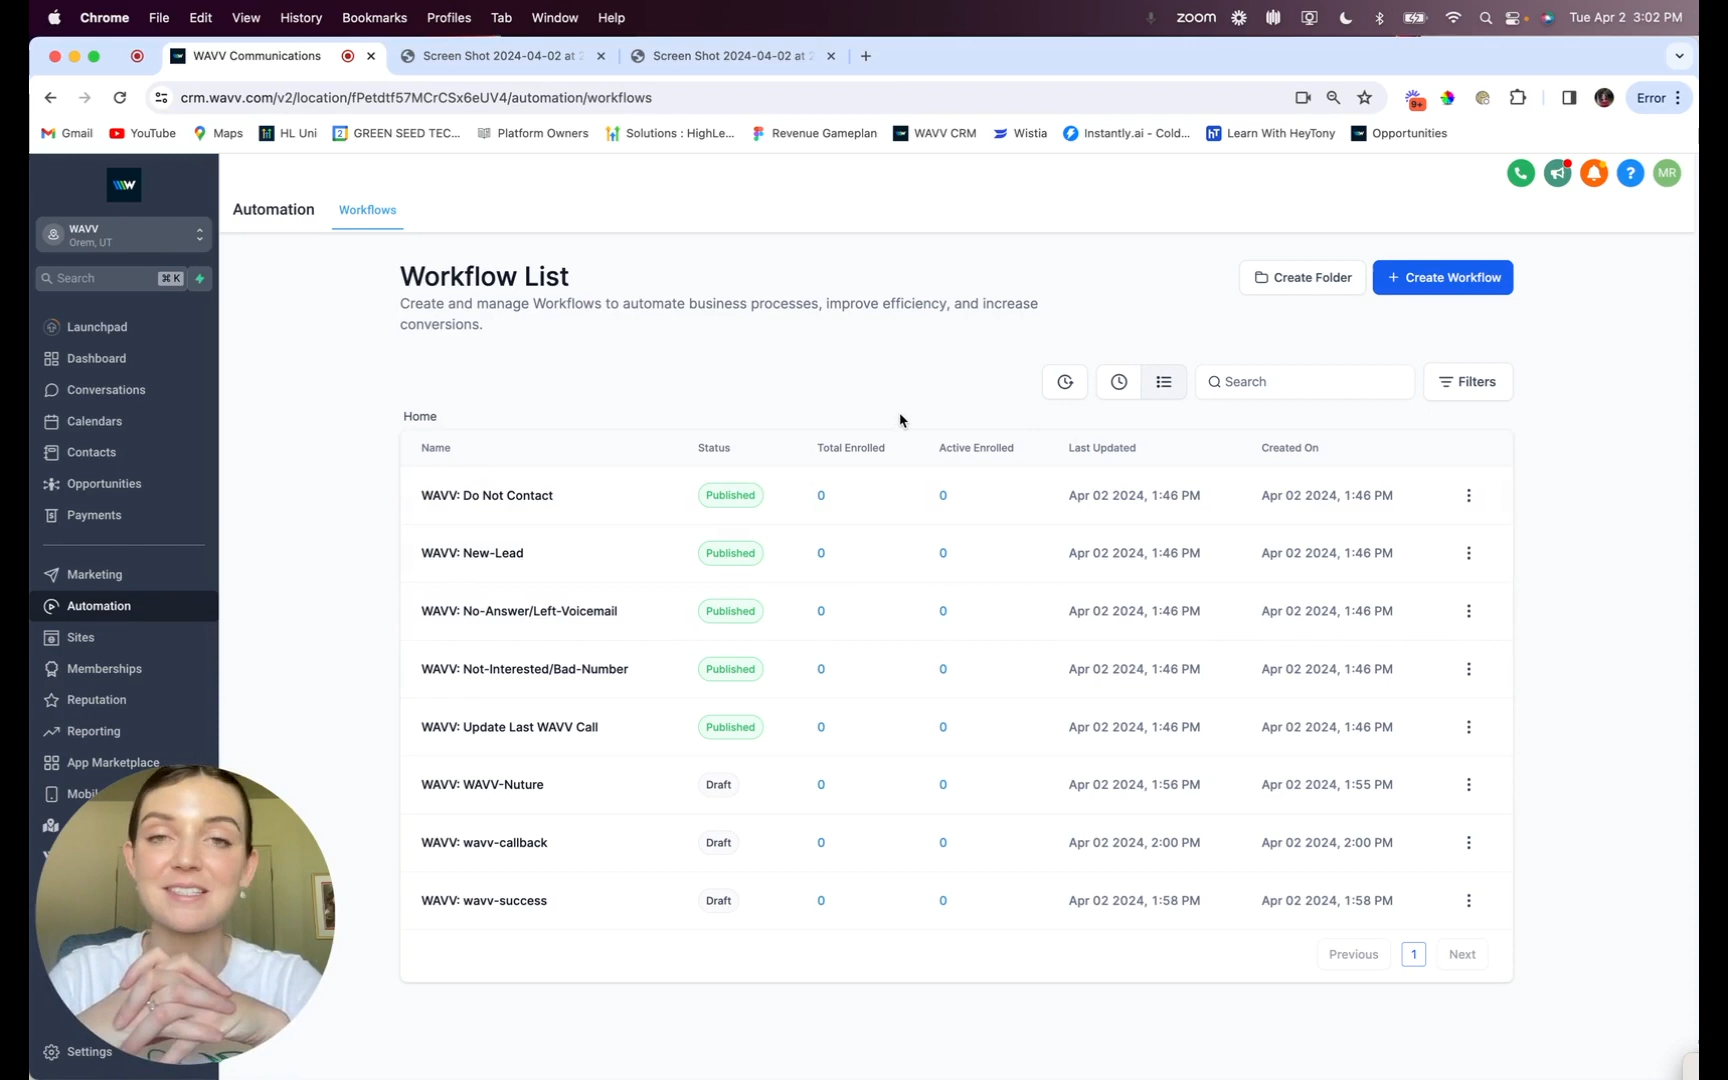 Chrome File Edit View History Bookmarks Profiles Tab Window Help zoom Tue Apr 2 3:02 PM
WAVV Communications Screen Shot 2024-04-02 at Screen Shot 2024-04-02 at
crm.wavv.com/v2/location/fPetdtf57MCrCSx6eUV4/automation/workflows 9+ Error
Gmail YouTube Maps HL Uni GREEN SEED TEC... Platform Owners Solutions : HighLe... Revenue Gameplan WAVV CRM Wistia Instantly.ai - Cold... Learn With HeyTony Opportunities
MR
Automation Workflows
WAVV
Orem, UT
Search ⌘ K
Launchpad
Dashboard
Conversations
Calendars
Contacts
Opportunities
Payments
Marketing
Automation
Sites
Memberships
Reputation
Reporting
App Marketplace
Mobil
Settings
Workflow List
Create and manage Workflows to automate business processes, improve efficiency, and increase
conversions.
Create Folder + Create Workflow
Search Filters
Home
Name Status Total Enrolled Active Enrolled Last Updated Created On
WAVV: Do Not Contact Published 0 0 Apr 02 2024, 1:46 PM Apr 02 2024, 1:46 PM
WAVV: New-Lead Published 0 0 Apr 02 2024, 1:46 PM Apr 02 2024, 1:46 PM
WAVV: No-Answer/Left-Voicemail Published 0 0 Apr 02 2024, 1:46 PM Apr 02 2024, 1:46 PM
WAVV: Not-Interested/Bad-Number Published 0 0 Apr 02 2024, 1:46 PM Apr 02 2024, 1:46 PM
WAVV: Update Last WAVV Call Published 0 0 Apr 02 2024, 1:46 PM Apr 02 2024, 1:46 PM
WAVV: WAVV-Nuture Draft 0 0 Apr 02 2024, 1:56 PM Apr 02 2024, 1:55 PM
WAVV: wavv-callback Draft 0 0 Apr 02 2024, 2:00 PM Apr 02 2024, 2:00 PM
WAVV: wavv-success Draft 0 0 Apr 02 2024, 1:58 PM Apr 02 2024, 1:58 PM
Previous 1 Next